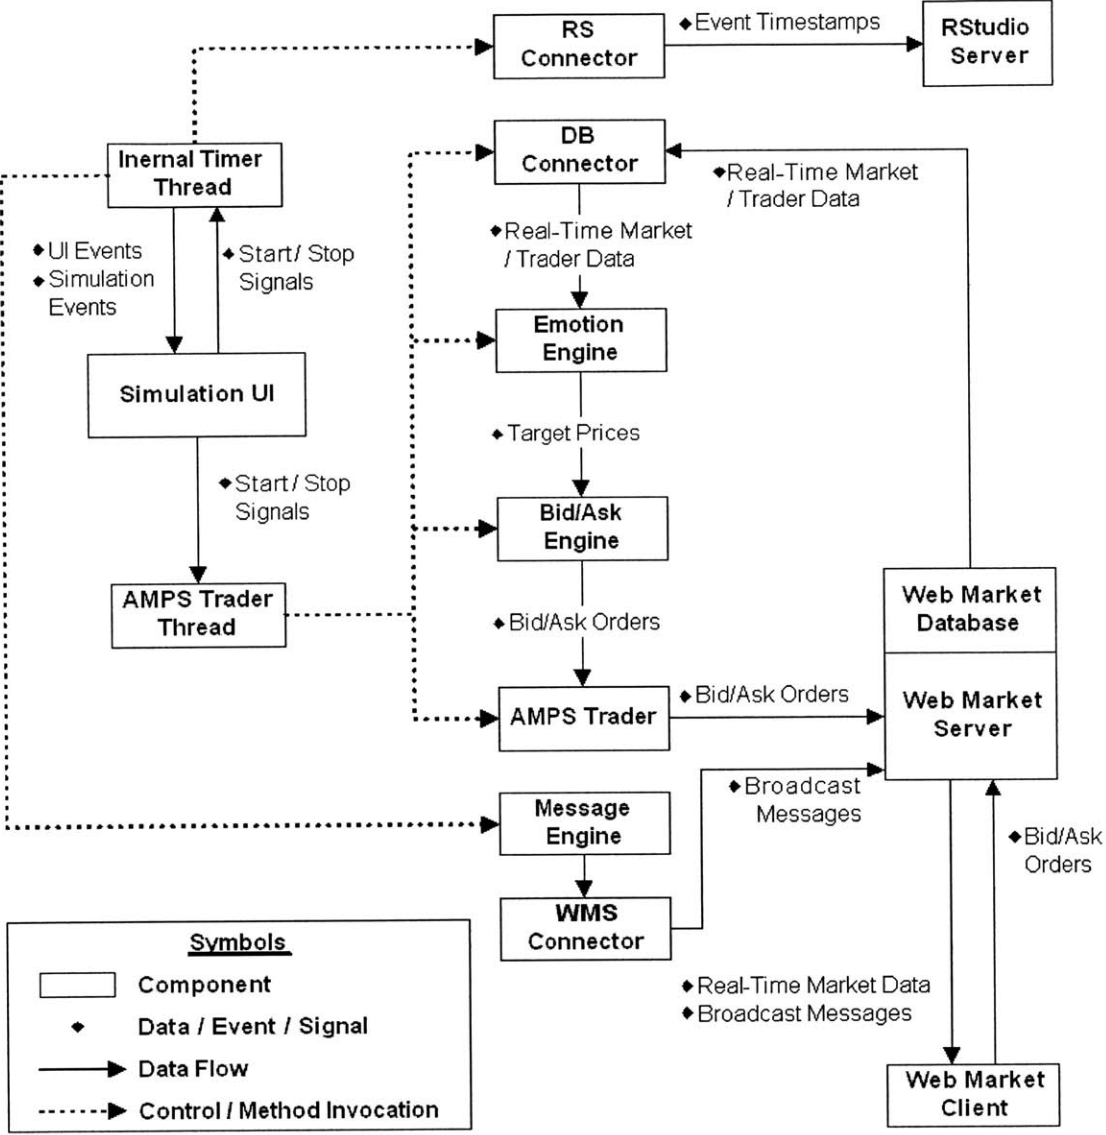 RS
Connector
◆ Event Timestamps
RStudio
Server
Inernal Timer
Thread
DB
Connector
◆ Real-Time Market
/ Trader Data
◆ Real-Time Market
/ Trader Data
◆ UI Events
◆ Simulation
Events
◆ Start / Stop
Signals
Emotion
Engine
Simulation UI
◆ Target Prices
◆ Start / Stop
Signals
Bid/Ask
Engine
AMPS Trader
Thread
◆ Bid/Ask Orders
Web Market
Database
AMPS Trader
◆ Bid/Ask Orders
Web Market
Server
◆ Broadcast
Messages
Message
Engine
◆ Bid/Ask
Orders
WMS
Connector
◆ Real-Time Market Data
◆ Broadcast Messages
Web Market
Client
Symbols
Component
◆ Data / Event / Signal
Data Flow
Control / Method Invocation